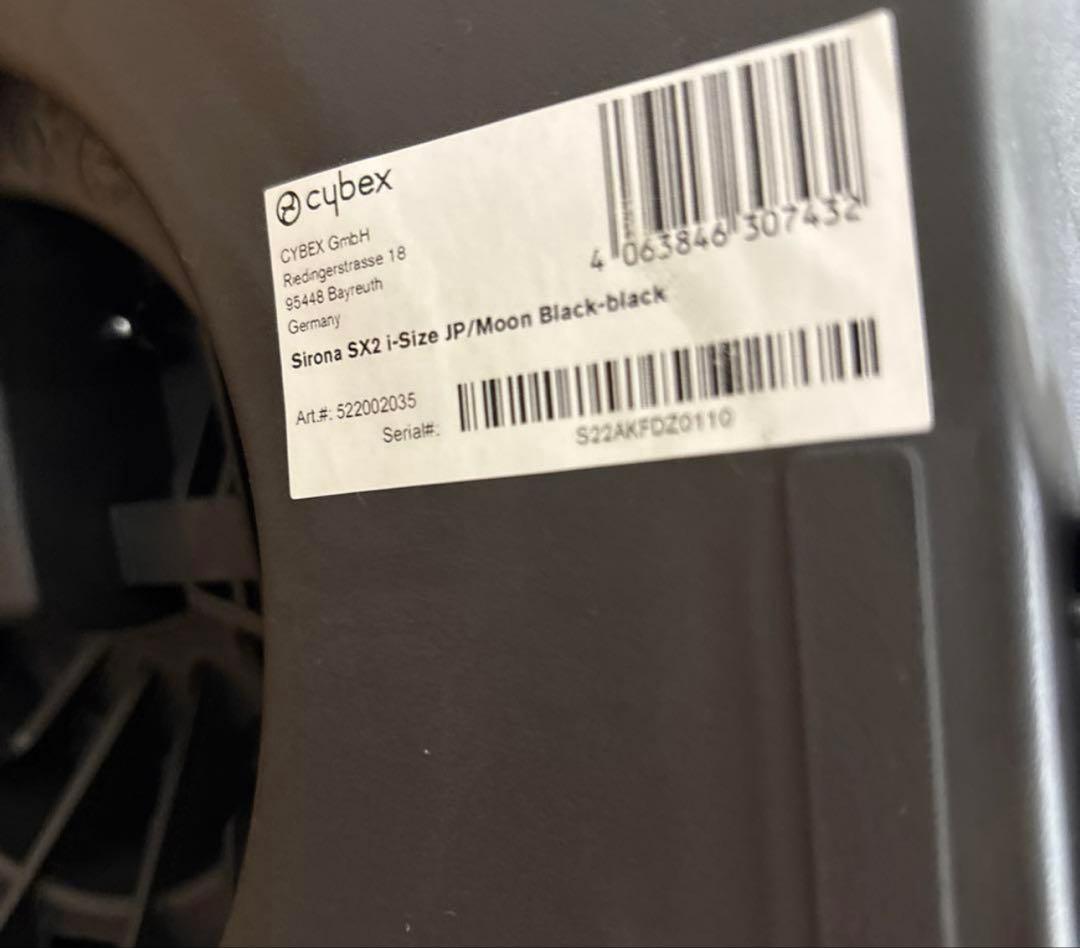 cybex
CYBEX GmbH
Riedingerstrasse 18
95448 Bayreuth
Germany
4 063846 307432
Sirona SX2 i-Size JP/Moon Black-black
Art.#: 522002035
Serial#:
S22AKFDZ0110